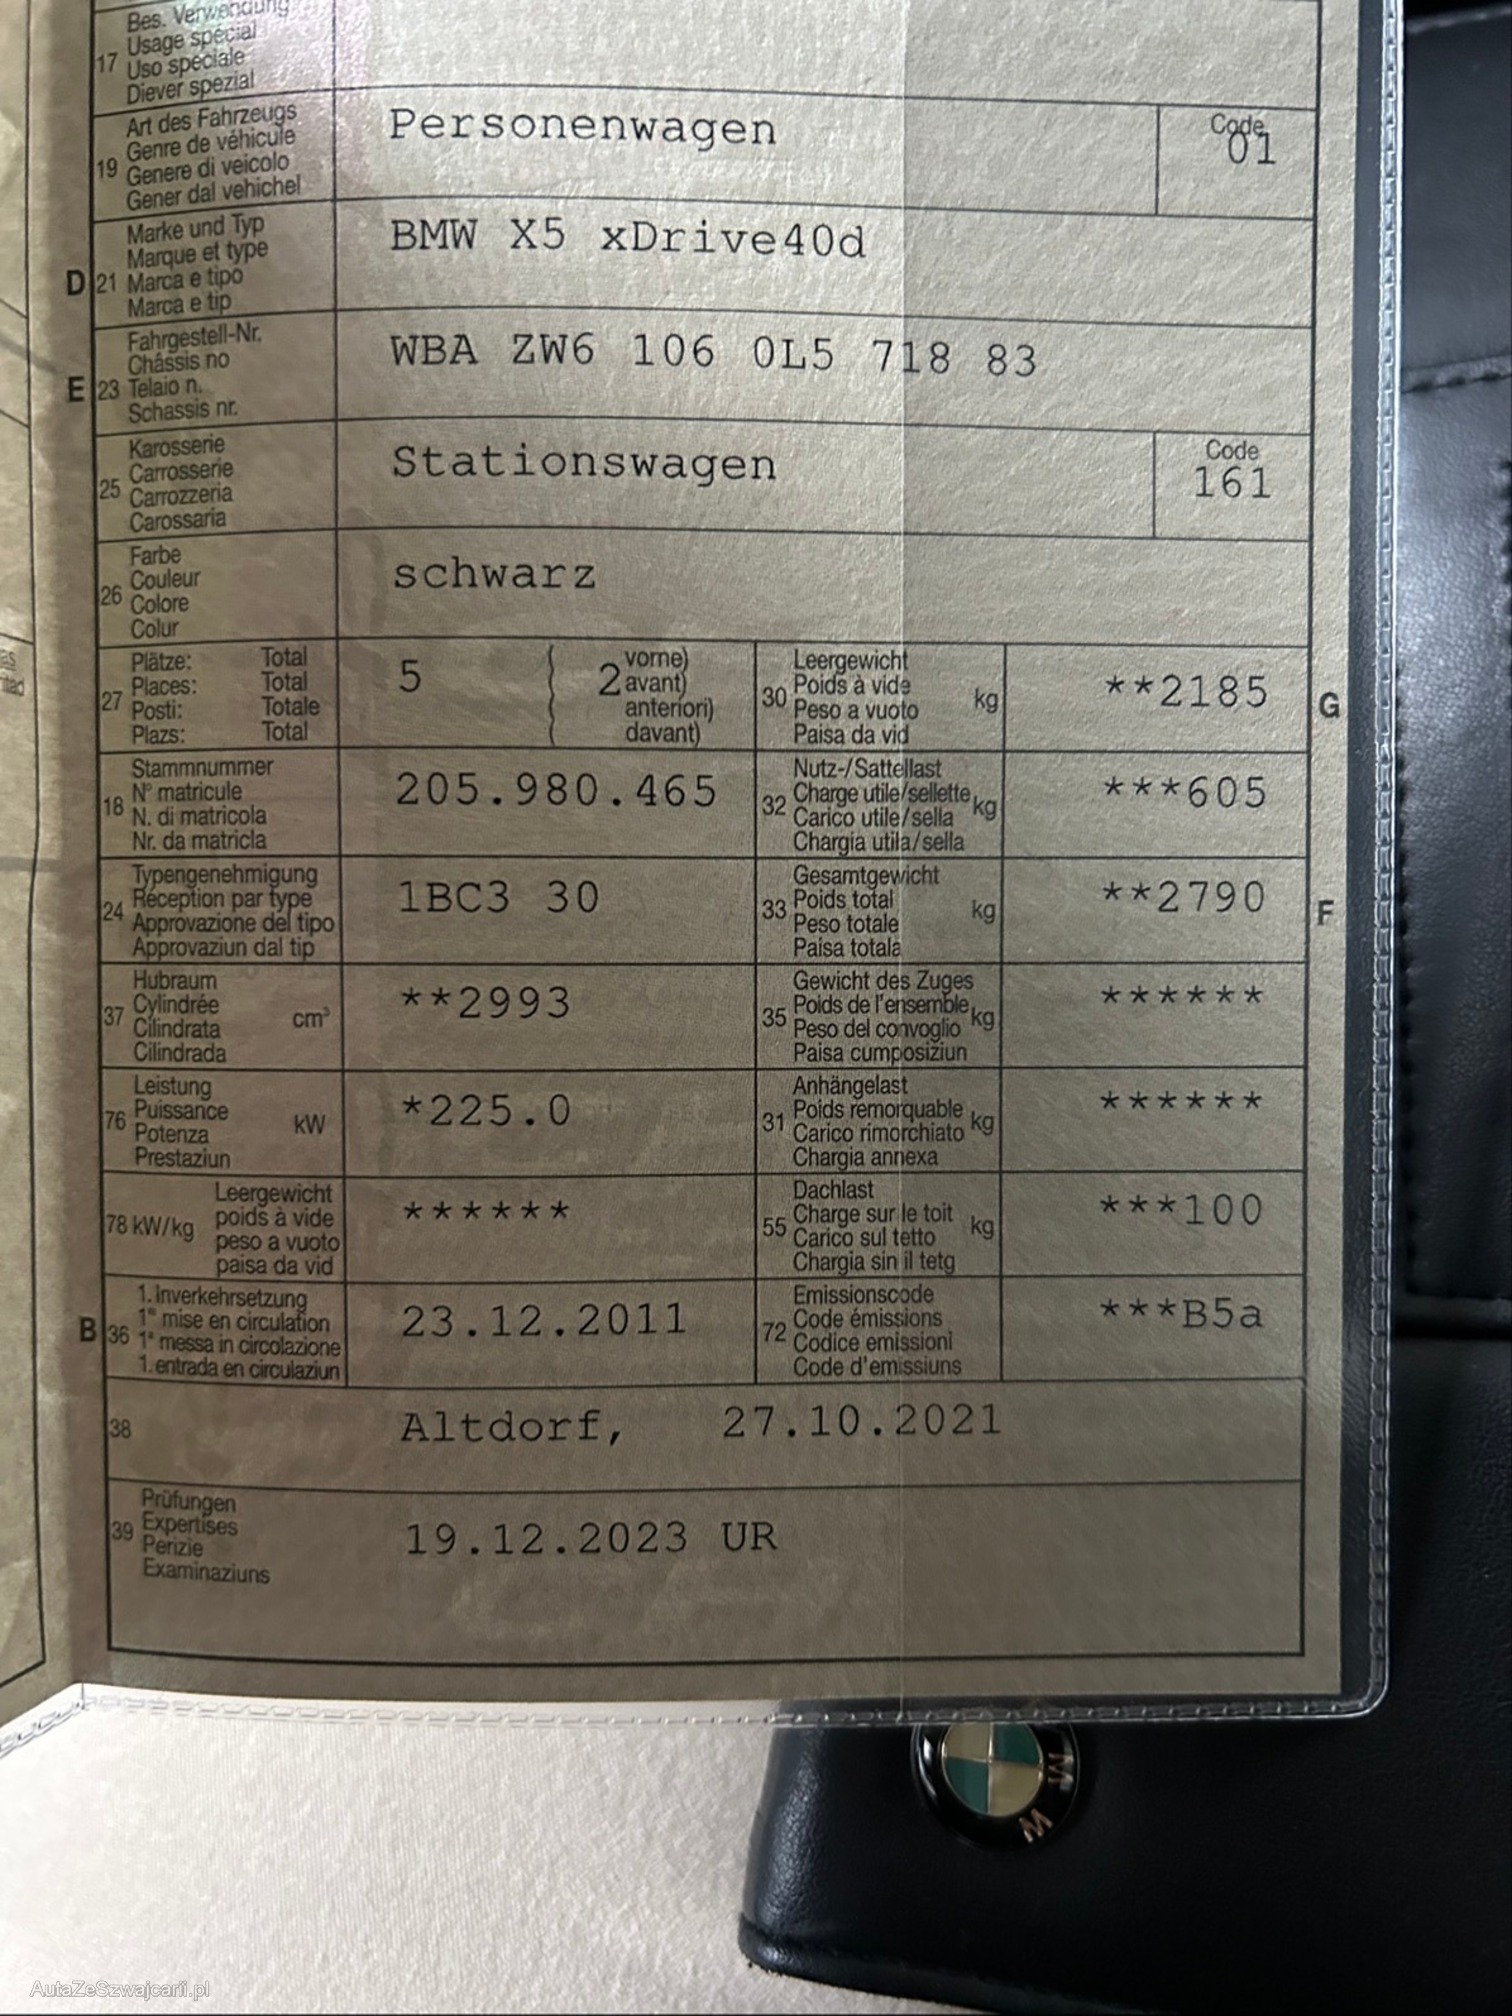 Bes. Verwendung
Usage spécial
17 Uso speciale
Diever spezial
Art des Fahrzeugs
Genre de véhicule
19 Genere di veicolo
Gener dal vehichel
Personenwagen
Code
01
Marke und Typ
Marque et type
D 21 Marca e tipo
Marca e tip
BMW X5 xDrive40d
Fahrgestell-Nr.
Châssis no
E 23 Telaio n.
Schassis nr.
WBA ZW6 106 0L5 718 83
Karosserie
Carrosserie
25 Carrozzeria
Carossaria
Stationswagen
Code
161
Farbe
Couleur
26 Colore
Colur
schwarz
Plätze: Total
Places: Total
27 Posti: Totale
Plazs: Total
5
2
vorne)
avant)
anteriori)
davant)
Leergewicht
Poids à vide
30 Peso a vuoto kg
Paisa da vid
**2185
G
Stammnummer
N° matricule
18 N. di matricola
Nr. da matricla
205.980.465
Nutz-/Sattellast
Charge utile/sellette
32 Carico utile/sella kg
Chargia utila/sella
***605
Typengenehmigung
Réception par type
24 Approvazione del tipo
Approvaziun dal tip
1BC3 30
Gesamtgewicht
Poids total
33 Peso totale kg
Paisa totala
**2790
F
Hubraum
Cylindrée
37 Cilindrata cm³
Cilindrada
**2993
Gewicht des Zuges
Poids de l'ensemble
35 Peso del convoglio kg
Paisa cumposiziun
******
Leistung
Puissance
76 Potenza kW
Prestaziun
*225.0
Anhängelast
Poids remorquable
31 Carico rimorchiato kg
Chargia annexa
******
Leergewicht
78 kW/kg poids à vide
peso a vuoto
paisa da vid
******
Dachlast
Charge sur le toit
55 Carico sul tetto kg
Chargia sin il tetg
***100
1. Inverkehrsetzung
1re mise en circulation
B 36 1a messa in circolazione
1. entrada en circulaziun
23.12.2011
Emissionscode
Code émissions
72 Codice emissioni
Code d'emissiuns
***B5a
38 Altdorf, 27.10.2021
Prüfungen
39 Expertises
Perizie
Examinaziuns
19.12.2023 UR
M
W
AutaZeSzwajcarii.pl